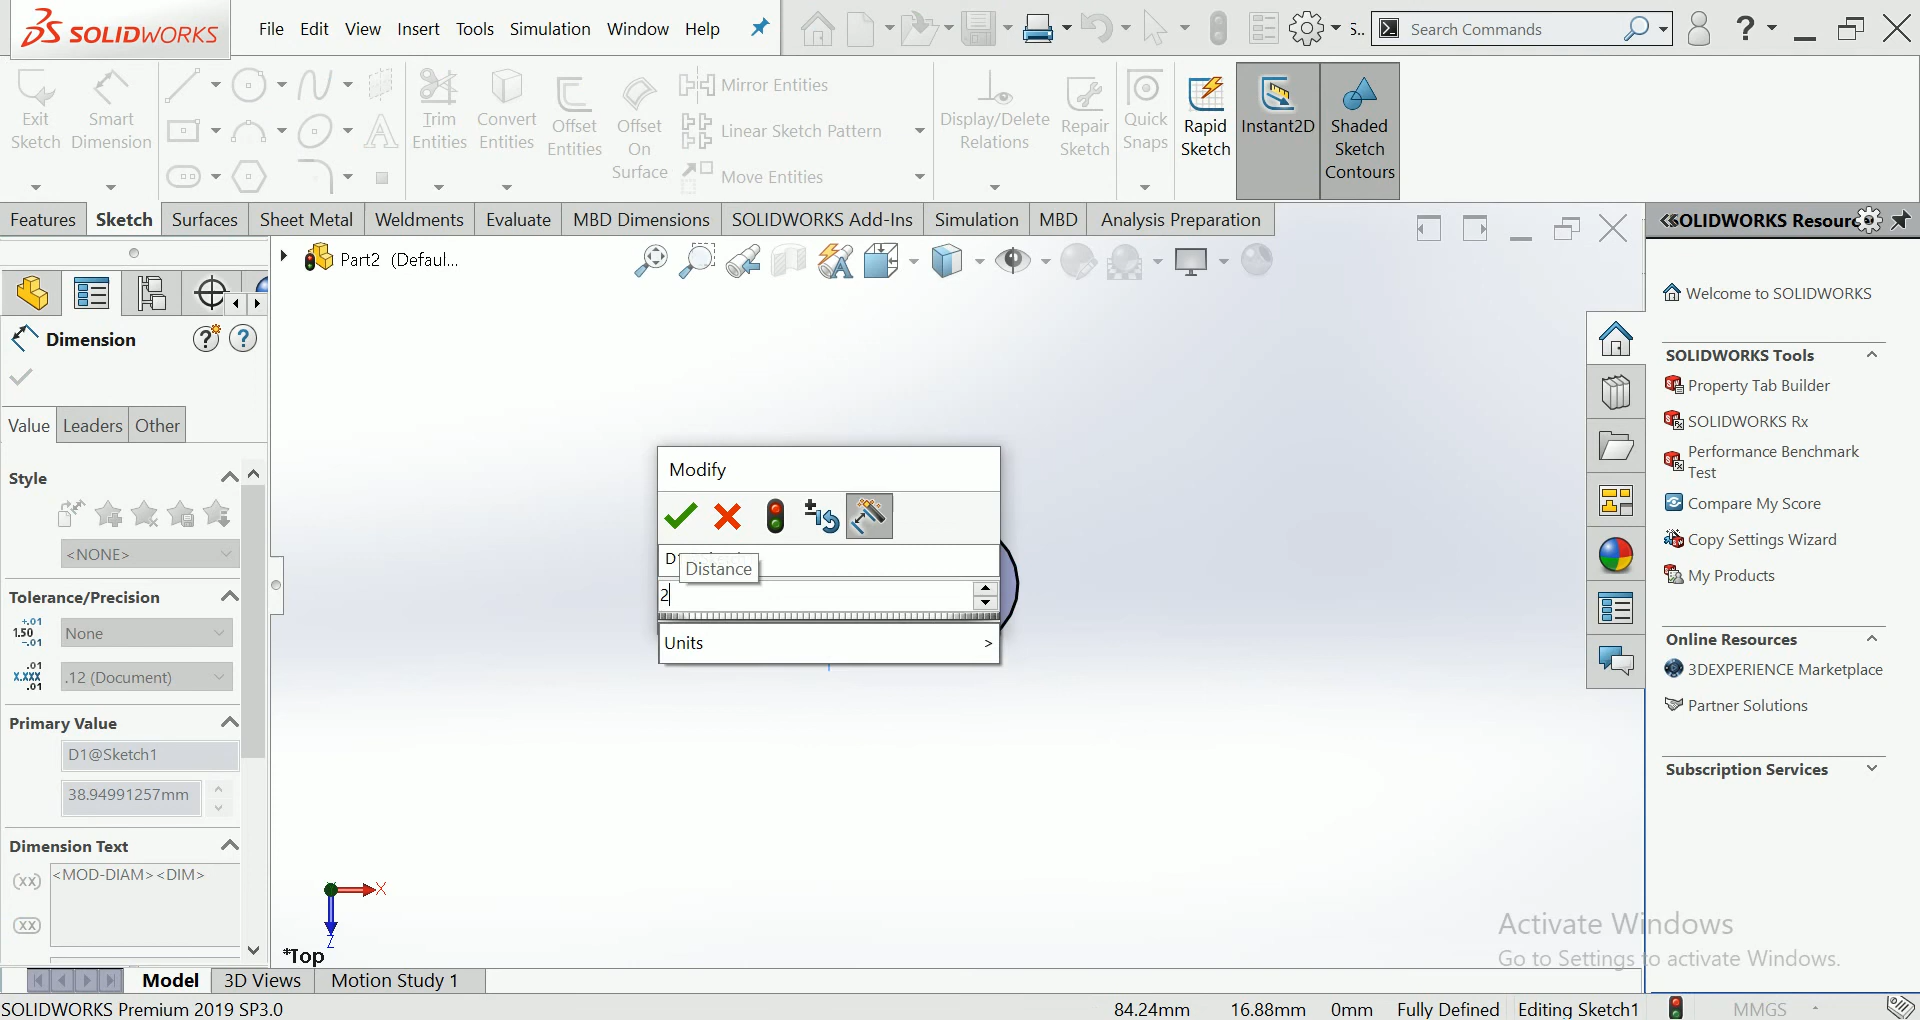 SOLIDWORKS
File Edit View Insert Tools Simulation Window Help
S..
Search Commands
?
Exit Sketch
Smart Dimension
Trim Entities
Convert Entities
Offset Entities
Offset On Surface
Mirror Entities
Linear Sketch Pattern
Move Entities
Display/Delete Relations
Repair Sketch
Quick Snaps
Rapid Sketch
Instant2D
Shaded Sketch Contours
Features Sketch Surfaces Sheet Metal Weldments Evaluate MBD Dimensions SOLIDWORKS Add-Ins Simulation MBD Analysis Preparation
OLIDWORKS Resour
Part2 (Defaul...
Dimension
Value Leaders Other
Style
<NONE>
Tolerance/Precision
+.01
1.50
-.01
None
.01
X.XXX
.01
.12 (Document)
Primary Value
D1@Sketch1
38.94991257mm
Dimension Text
(xx)
<MOD-DIAM><DIM>
(xx)
Modify
D
Distance
2
Units >
X
Z
*Top
Welcome to SOLIDWORKS
SOLIDWORKS Tools
Property Tab Builder
SOLIDWORKS Rx
Performance Benchmark
Test
Compare My Score
Copy Settings Wizard
My Products
Online Resources
3DEXPERIENCE Marketplace
Partner Solutions
Subscription Services
Activate Windows
Go to Settings to activate Windows.
Model 3D Views Motion Study 1
SOLIDWORKS Premium 2019 SP3.0
84.24mm 16.88mm 0mm Fully Defined Editing Sketch1 MMGS